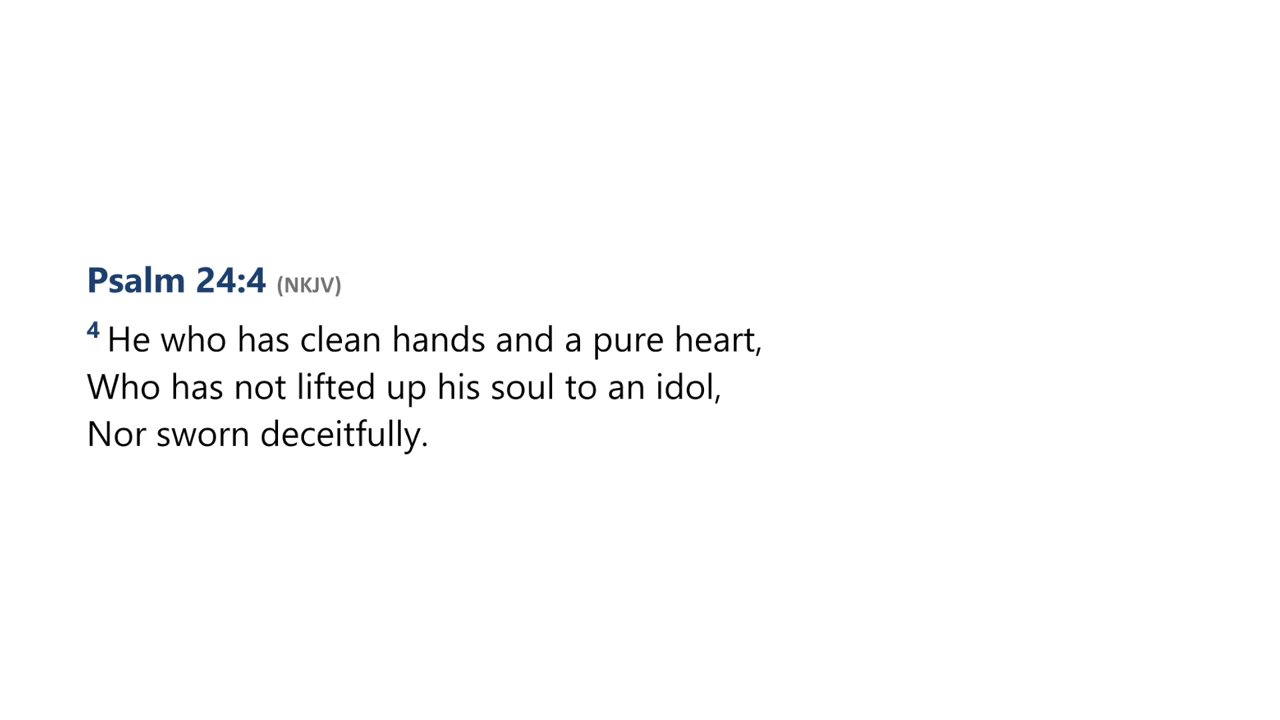 Psalm 24:4 (NKJV)
4 He who has clean hands and a pure heart,
Who has not lifted up his soul to an idol,
Nor sworn deceitfully.